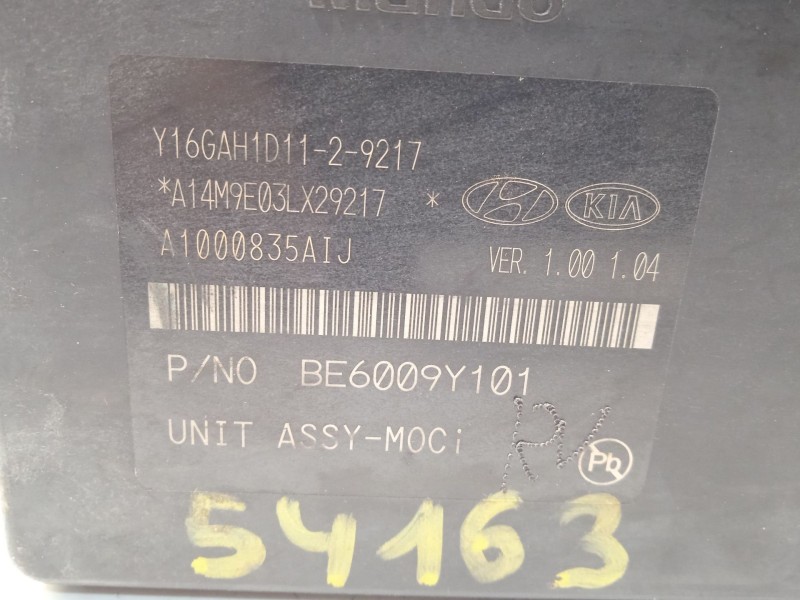 Y16GAH1D11-2-9217
*A14M9E03LX29217 *
KIA
A1000835AIJ
VER. 1.00 1.04
P/NO BE6009Y101
UNIT ASSY-MOCi
Pb
54163